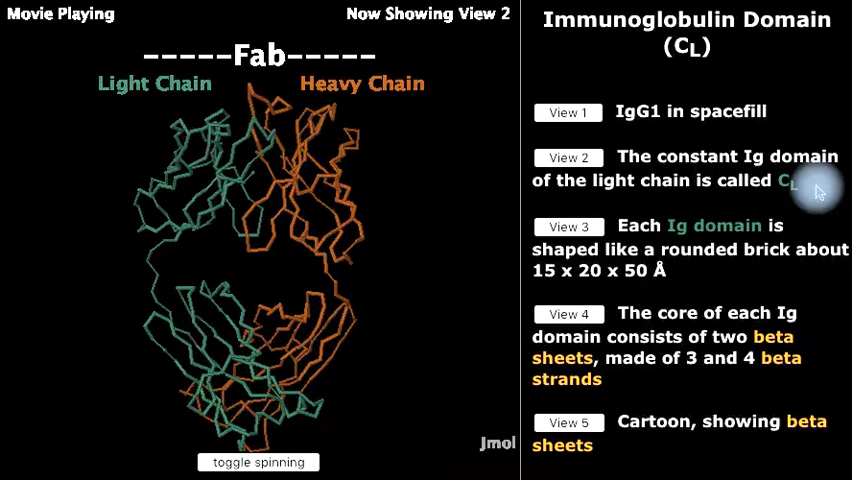 Movie Playing
Now Showing View 2
-----Fab-----
Light Chain
Heavy Chain
Jmol
toggle spinning
Immunoglobulin Domain
(CL)
View 1 IgG1 in spacefill
View 2 The constant Ig domain
of the light chain is called CL
View 3 Each Ig domain is
shaped like a rounded brick about
15 x 20 x 50 Å
View 4 The core of each Ig
domain consists of two beta
sheets, made of 3 and 4 beta
strands
View 5 Cartoon, showing beta
sheets